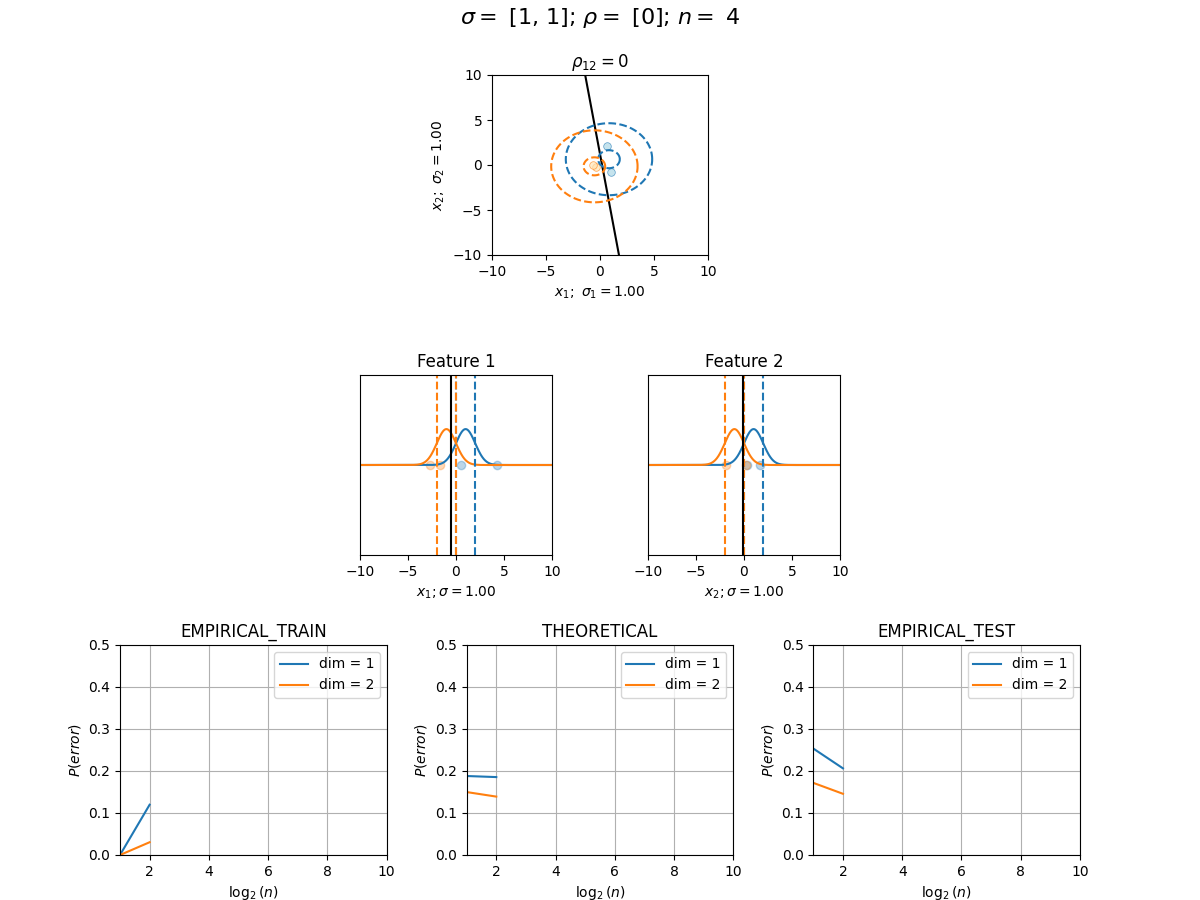 σ = [1, 1]; ρ = [0]; n = 4
ρ₁₂ = 0
10
5
0
−5
−10
x₂; σ₂ = 1.00
−10 −5 0 5 10
x₁; σ₁ = 1.00
Feature 1
Feature 2
−10 −5 0 5 10
−10 −5 0 5 10
x₁; σ = 1.00
x₂; σ = 1.00
EMPIRICAL_TRAIN
0.5
0.4
0.3
0.2
0.1
0.0
P(error)
dim = 1
dim = 2
2 4 6 8 10
log₂(n)
THEORETICAL
0.5
0.4
0.3
0.2
0.1
0.0
P(error)
dim = 1
dim = 2
2 4 6 8 10
log₂(n)
EMPIRICAL_TEST
0.5
0.4
0.3
0.2
0.1
0.0
P(error)
dim = 1
dim = 2
2 4 6 8 10
log₂(n)